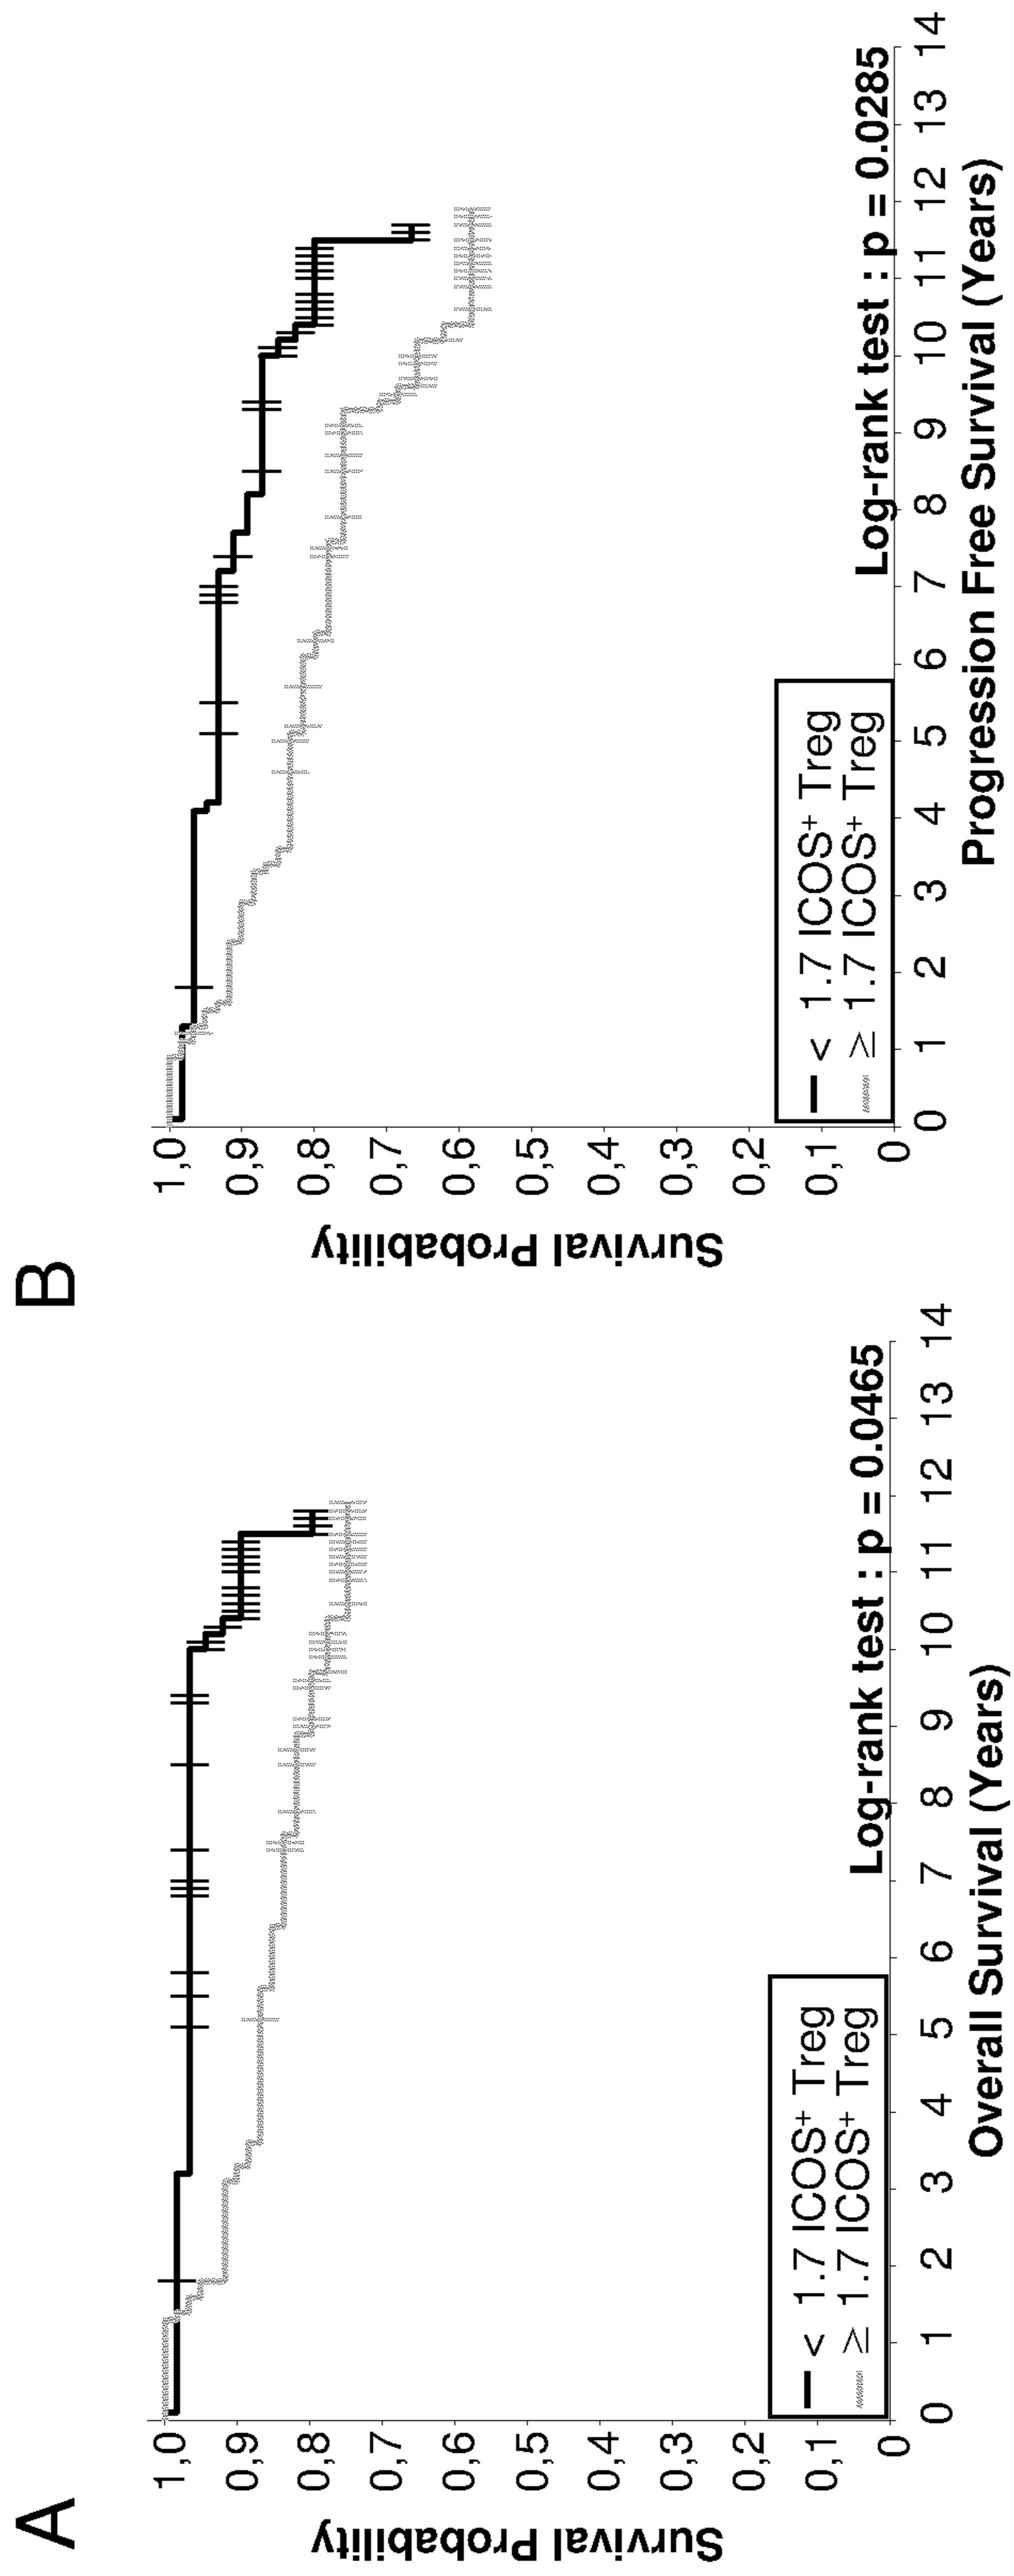 A
Survival Probability
1,0
0,9
0,8
0,7
0,6
0,5
0,4
0,3
0,2
0,1
0
< 1.7 ICOS+ Treg
≥ 1.7 ICOS+ Treg
Log-rank test : p = 0.0465
0 1 2 3 4 5 6 7 8 9 10 11 12 13 14
Overall Survival (Years)
B
Survival Probability
1,0
0,9
0,8
0,7
0,6
0,5
0,4
0,3
0,2
0,1
0
< 1.7 ICOS+ Treg
≥ 1.7 ICOS+ Treg
Log-rank test : p = 0.0285
0 1 2 3 4 5 6 7 8 9 10 11 12 13 14
Progression Free Survival (Years)